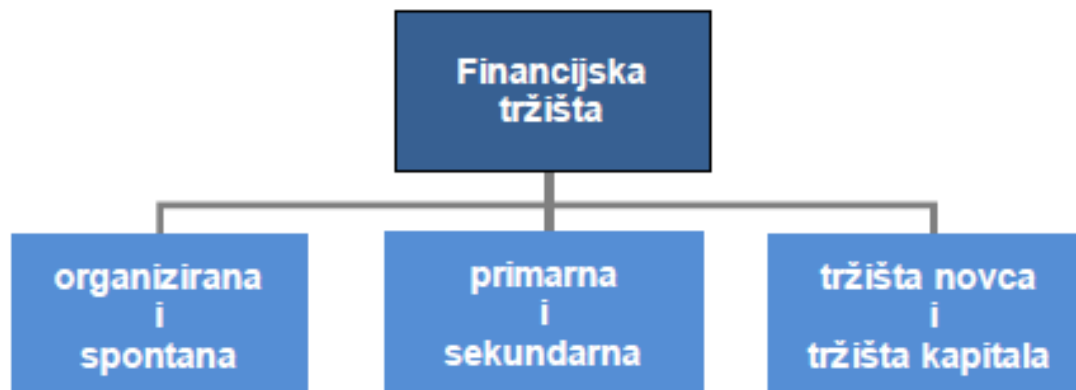 Financijska
tržišta
organizirana
i
spontana
primarna
i
sekundarna
tržišta novca
i
tržišta kapitala